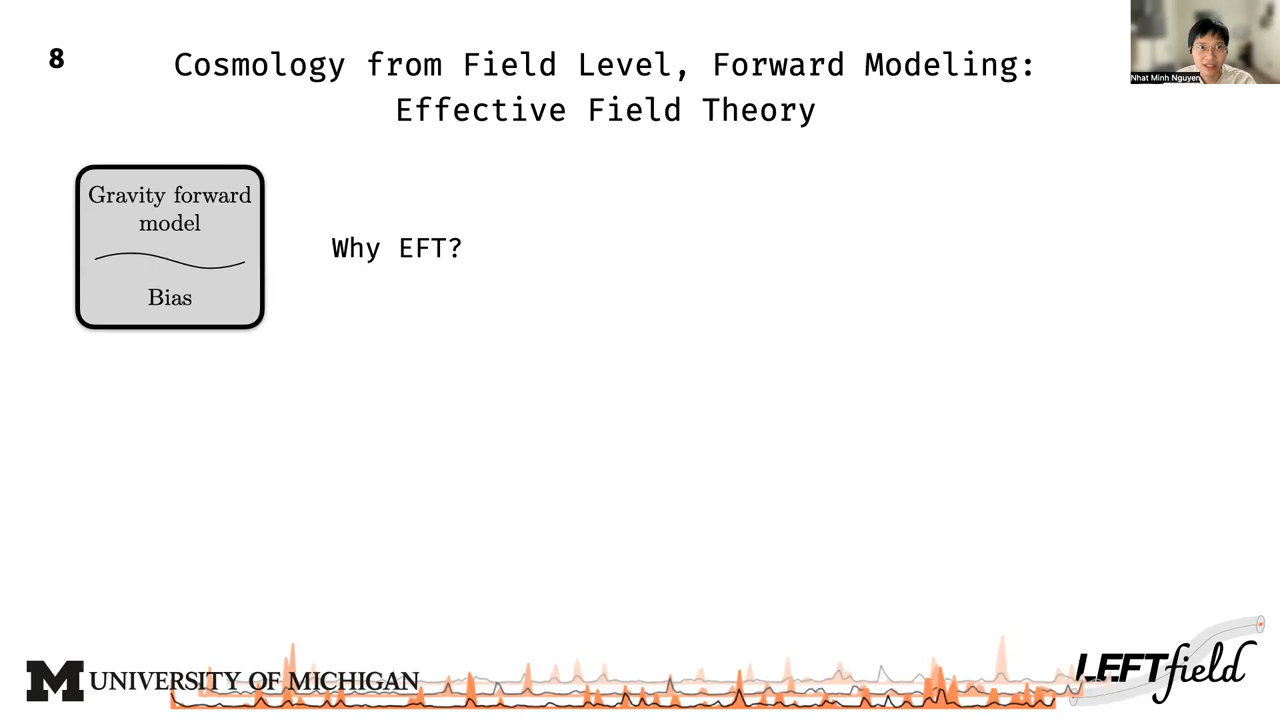 8
Cosmology from Field Level, Forward Modeling:
Effective Field Theory
Nhat Minh Nguyen
Gravity forward
model
Bias
Why EFT?
M UNIVERSITY OF MICHIGAN
LEFTfield